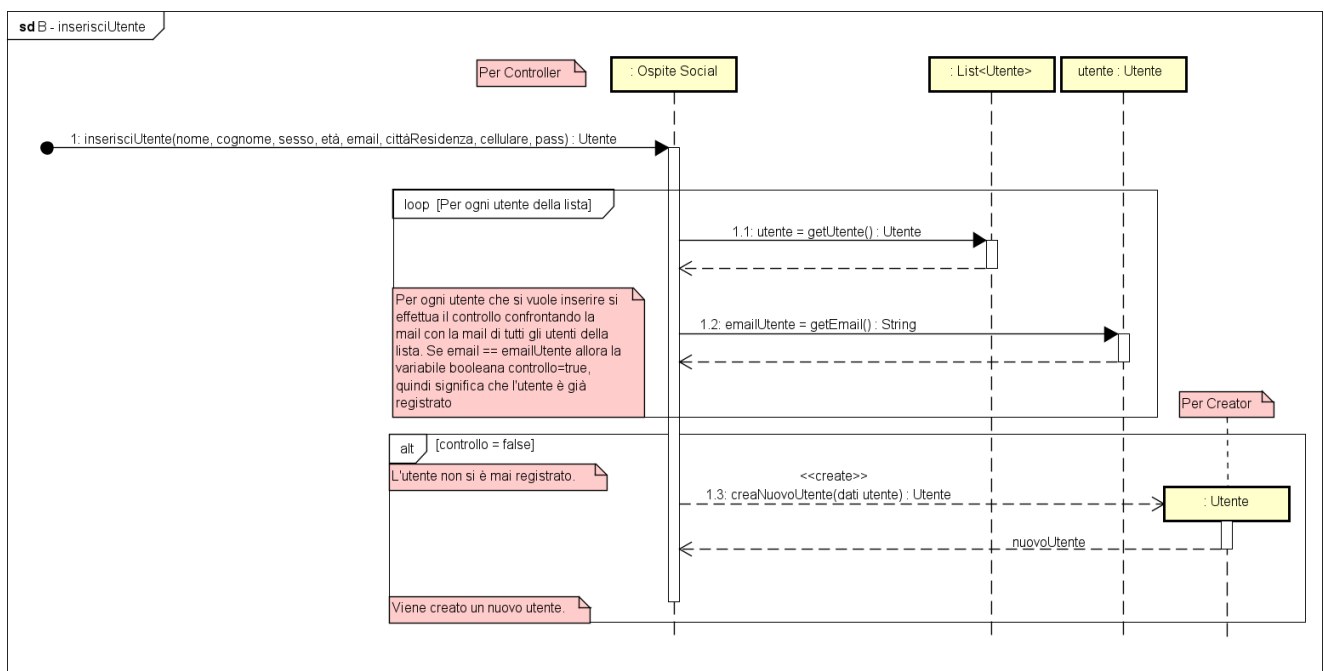 sd B - inserisciUtente
Per Controller
: Ospite Social
: List<Utente>
utente : Utente
1: inserisciUtente(nome, cognome, sesso, età, email, cittàResidenza, cellulare, pass) : Utente
loop [Per ogni utente della lista]
1.1: utente = getUtente() : Utente
Per ogni utente che si vuole inserire si
effettua il controllo confrontando la
mail con la mail di tutti gli utenti della
lista. Se email == emailUtente allora la
variabile booleana controllo=true,
quindi significa che l'utente è già
registrato
1.2: emailUtente = getEmail() : String
Per Creator
alt [controllo = false]
L'utente non si è mai registrato.
<<create>>
1.3: creaNuovoUtente(dati utente) : Utente
: Utente
nuovoUtente
Viene creato un nuovo utente.